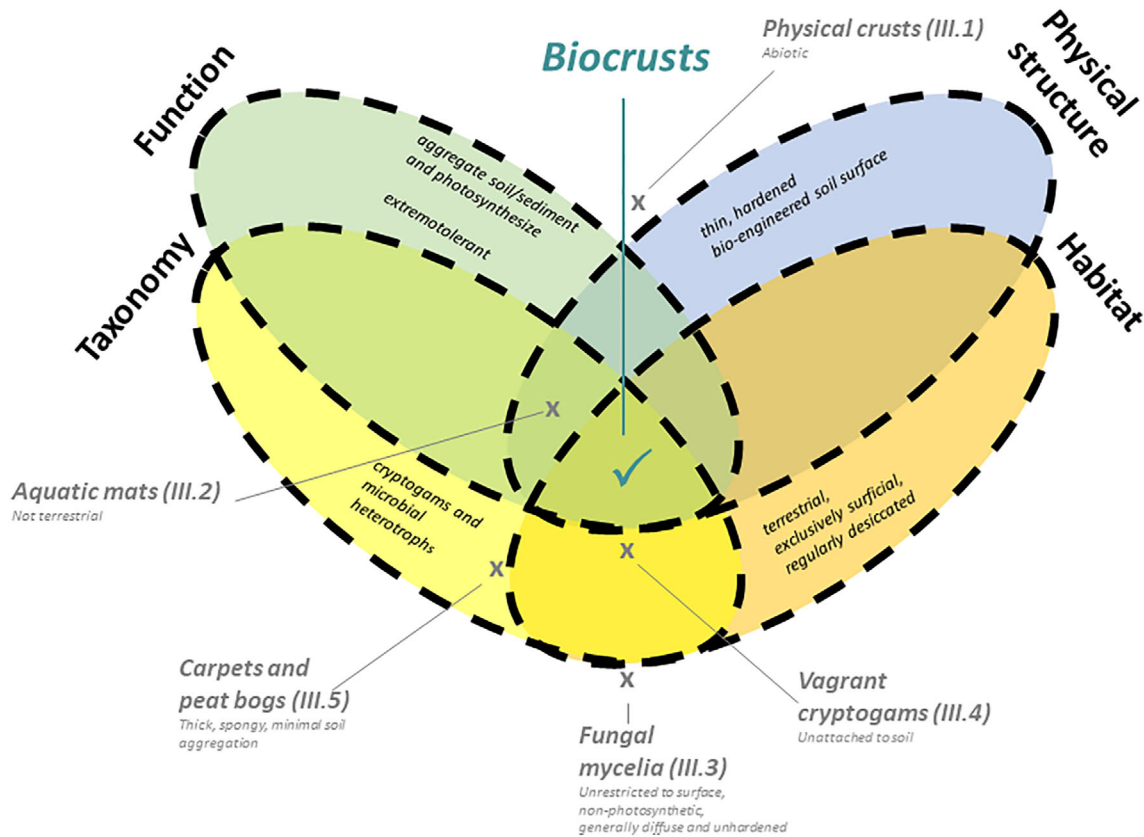 Physical crusts (III.1)
Abiotic
Biocrusts
Function
Physical
structure
aggregate soil/sediment
and photosynthesize
extremotolerant
thin, hardened
bio-engineered soil surface
Taxonomy
Habitat
x
x
Aquatic mats (III.2)
Not terrestrial
cryptogams and
microbial
heterotrophs
terrestrial,
exclusively surficial,
regularly desiccated
x
x
Carpets and
peat bogs (III.5)
Thick, spongy, minimal soil
aggregation
x
Vagrant
cryptogams (III.4)
Unattached to soil
Fungal
mycelia (III.3)
Unrestricted to surface,
non-photosynthetic,
generally diffuse and unhardened